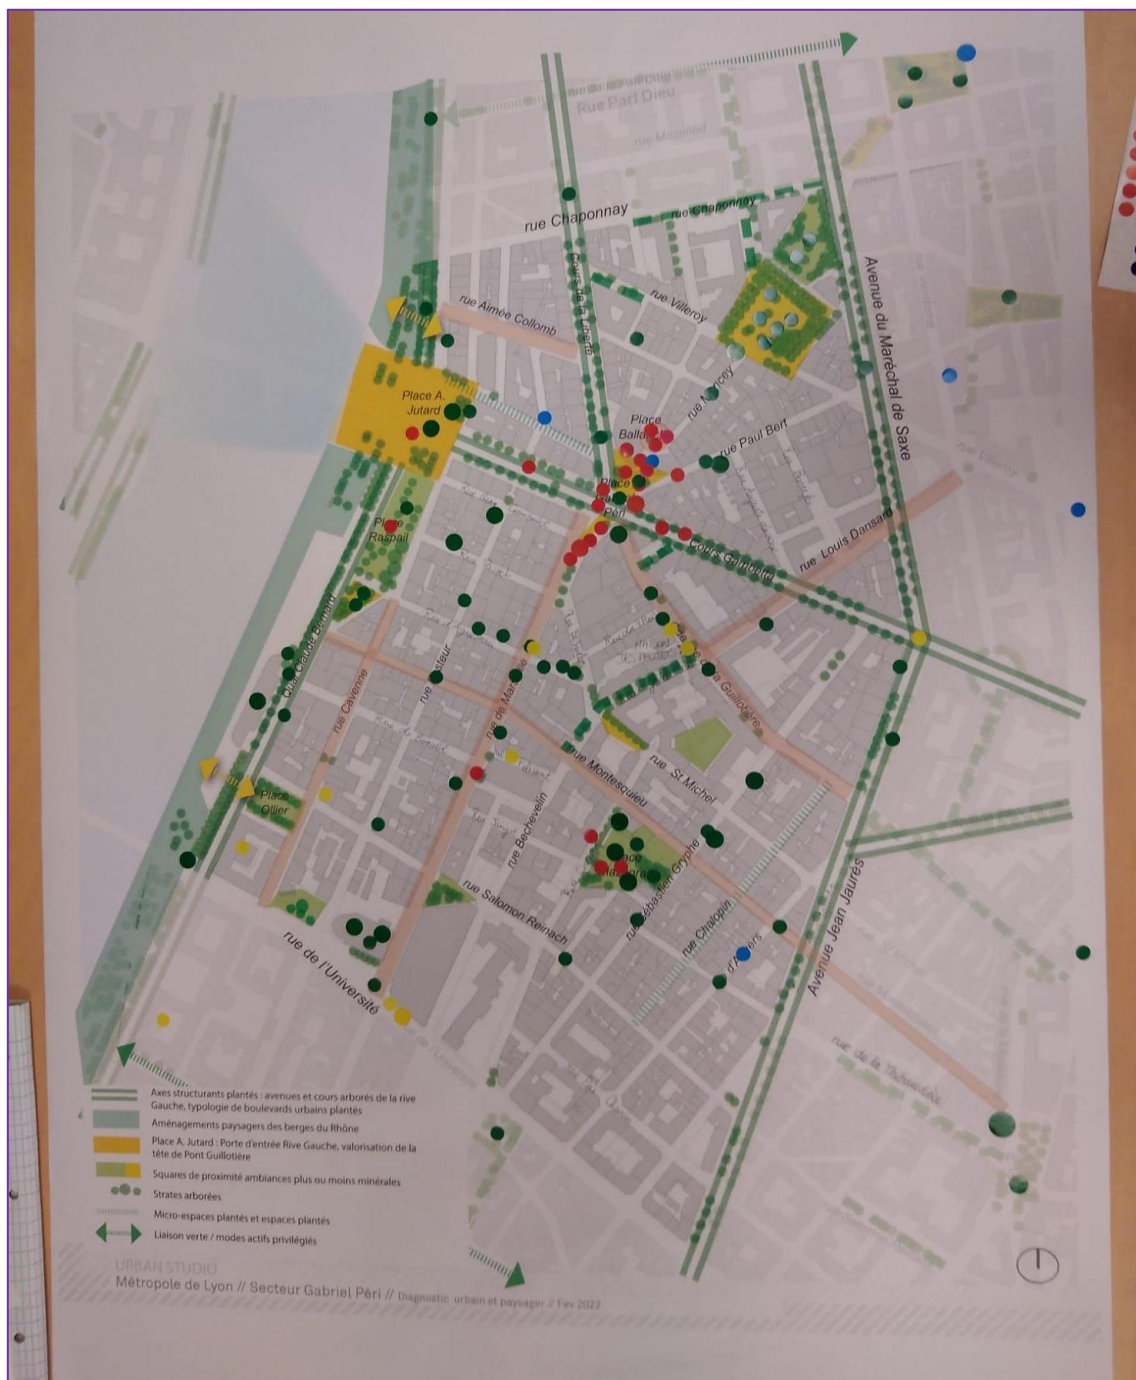 Rue Part Dieu
rue Mazenod
rue Chaponnay
rue Chaponnay
Cours de la Liberté
rue Villeroy
rue Aimée Collomb
Avenue du Maréchal de Saxe
Place A.
Jutard
rue Moncey
Place
rue Paul Bert
rue Villeroy
Place
Péri
Place
Raspail
Cours Gambetta
rue Louis Dansard
Quai Claude Bernard
rue Cavenne
rue Pasteur
rue de Marseille
de la Guillotière
rue Montesquieu
rue St Michel
Place
Ollier
rue Bechevelin
rue Sébastien Gryphe
rue Salomon Reinach
rue Chalopin
rue de l'Université
Avenue Jean Jaurès
rue de la Thibaudière
Axes structurants plantés : avenues et cours arborés de la rive
Gauche, typologie de boulevards urbains plantés
Aménagements paysagers des berges du Rhône
Place A. Jutard : Porte d'entrée Rive Gauche, valorisation de la
tête de Pont Guillotière
Squares de proximité ambiances plus ou moins minérales
Strates arborées
Micro-espaces plantés et espaces plantés
Liaison verte / modes actifs privilégiés
URBAN STUDIO
Métropole de Lyon // Secteur Gabriel Péri // Diagnostic urbain et paysager // Fev 2022